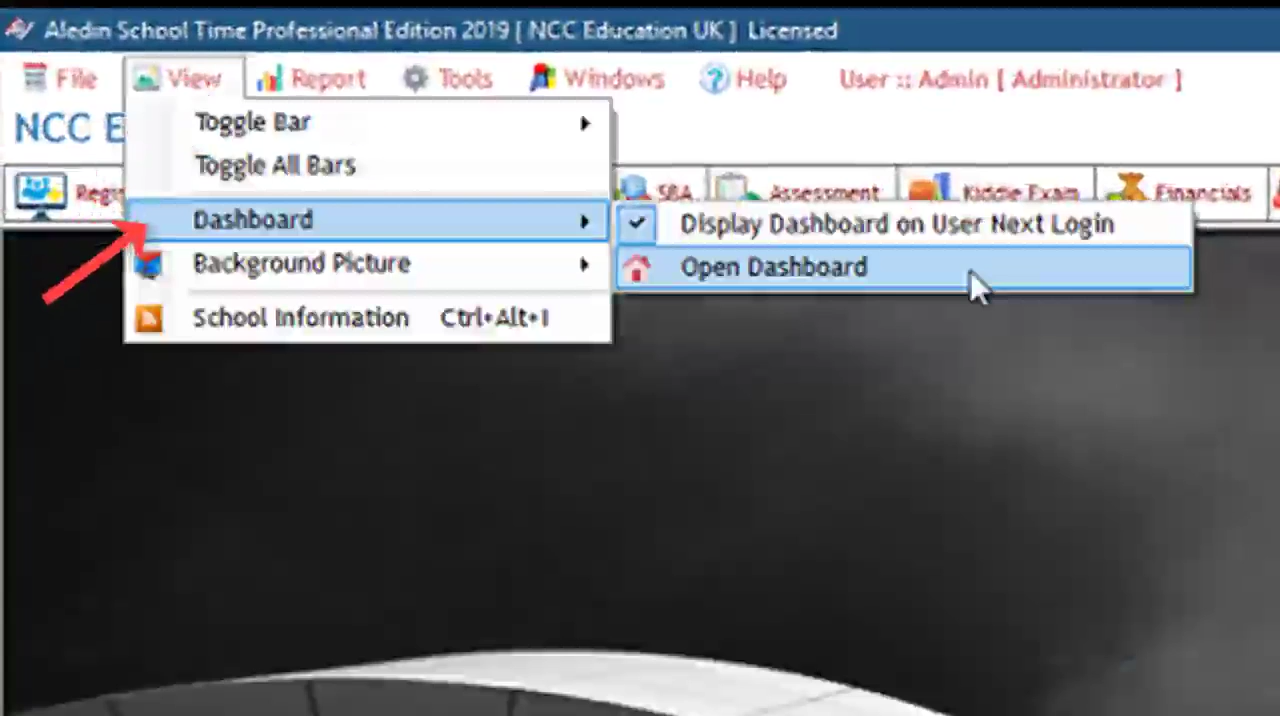 Aledin School Time Professional Edition 2019 [ NCC Education UK ] Licensed
File View Report Tools Windows Help User :: Admin [ Administrator ]
NCC E
Toggle Bar
Toggle All Bars
Regis SBA Assessment Kiddie Exam Financials
Dashboard
Display Dashboard on User Next Login
Background Picture
Open Dashboard
School Information Ctrl+Alt+I